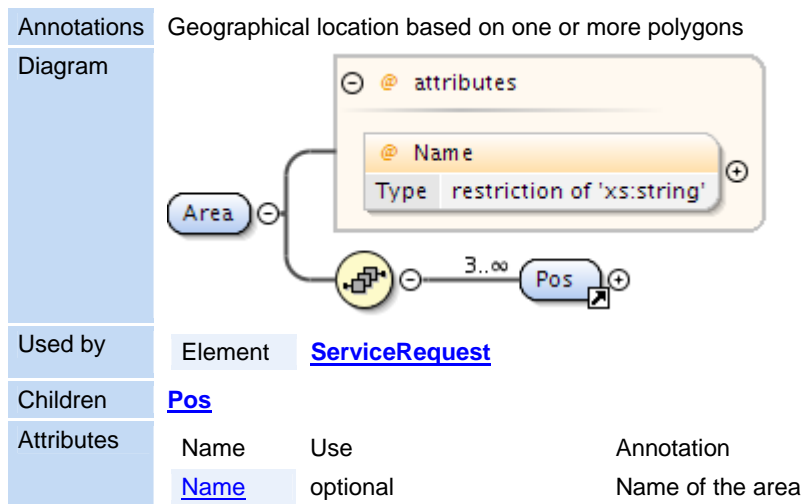 Annotations Geographical location based on one or more polygons
Diagram
@ attributes
@ Name
Type restriction of 'xs:string'
Area
3..∞
Pos
Used by Element ServiceRequest
Children Pos
Attributes Name Use Annotation
Name optional Name of the area